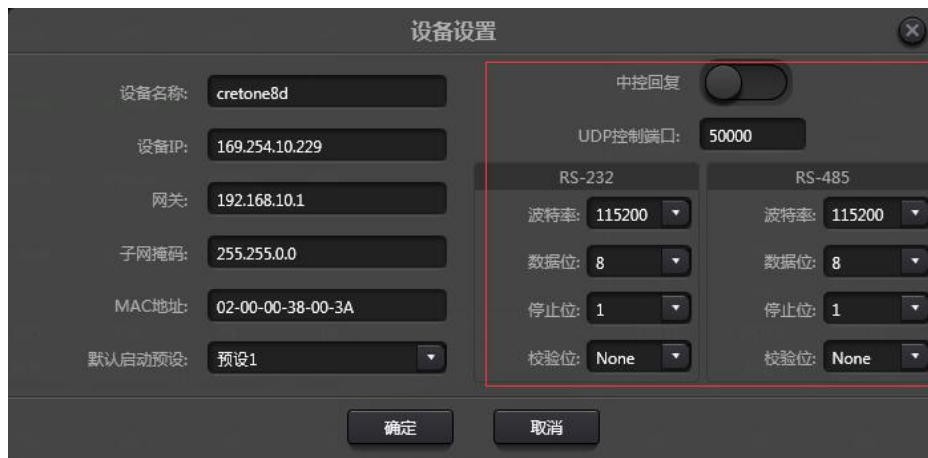 设备设置
设备名称: cretone8d
设备IP: 169.254.10.229
网关: 192.168.10.1
子网掩码: 255.255.0.0
MAC地址: 02-00-00-38-00-3A
默认启动预设: 预设1
中控回复
UDP控制端口: 50000
RS-232
波特率: 115200
数据位: 8
停止位: 1
校验位: None
RS-485
波特率: 115200
数据位: 8
停止位: 1
校验位: None
确定
取消